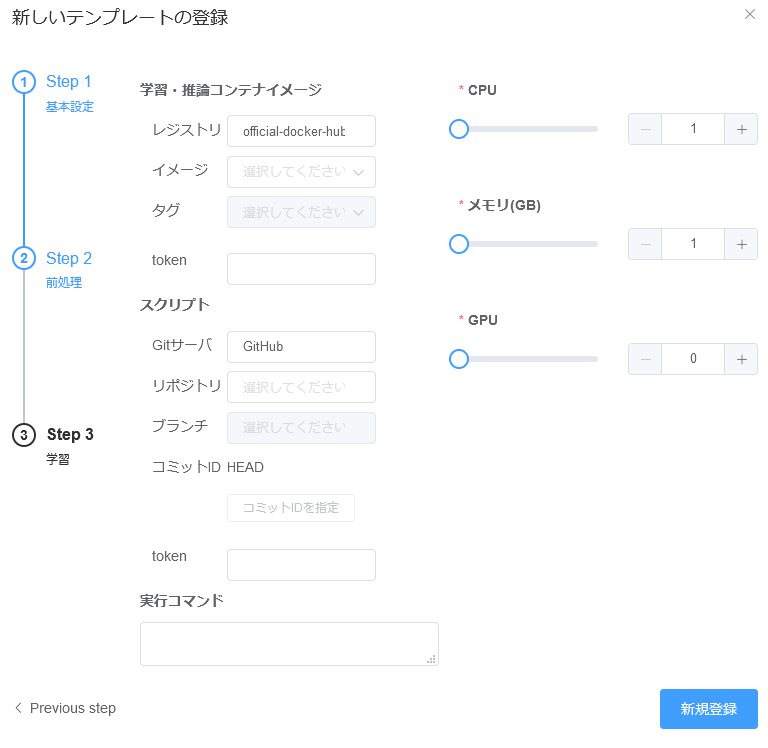 新しいテンプレートの登録
1 Step 1
基本設定
2 Step 2
前処理
3 Step 3
学習
学習・推論コンテナイメージ
レジストリ official-docker-hub
イメージ 選択してください
タグ 選択してください
token
スクリプト
Gitサーバ GitHub
リポジトリ 選択してください
ブランチ 選択してください
コミットID HEAD
コミットIDを指定
token
実行コマンド
* CPU
1
* メモリ(GB)
1
* GPU
0
Previous step
新規登録